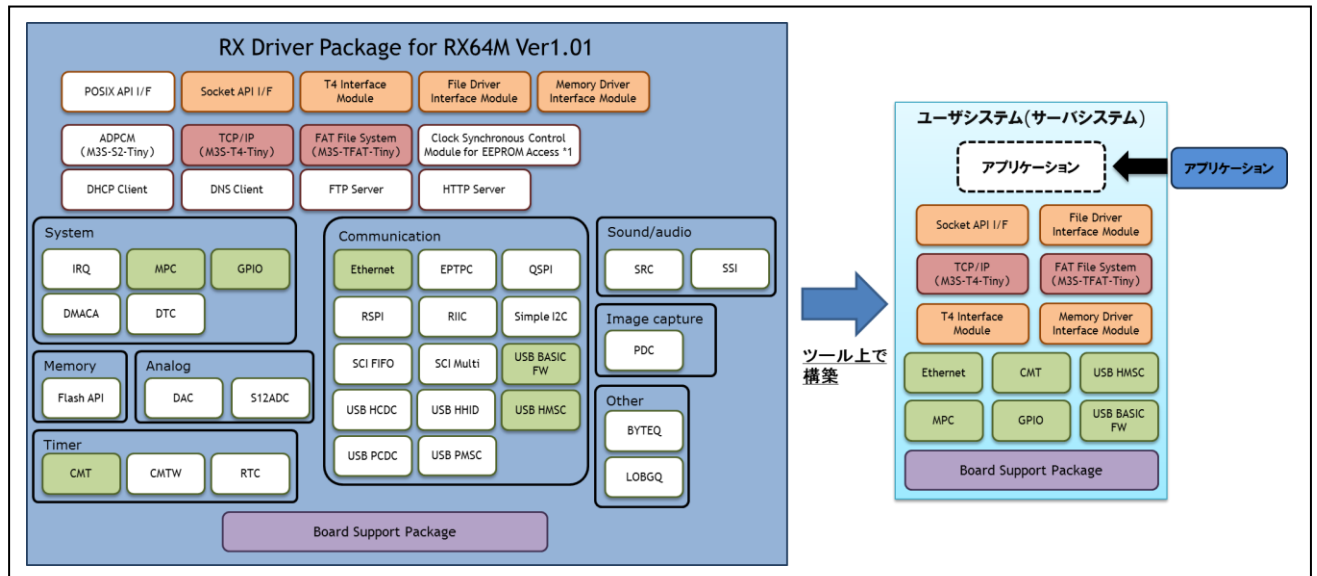 RX Driver Package for RX64M Ver1.01
POSIX API I/F
Socket API I/F
T4 Interface
Module
File Driver
Interface Module
Memory Driver
Interface Module
ADPCM
(M3S-S2-Tiny)
TCP/IP
(M3S-T4-Tiny)
FAT File System
(M3S-TFAT-Tiny)
Clock Synchronous Control
Module for EEPROM Access *1
DHCP Client
DNS Client
FTP Server
HTTP Server
System
IRQ
MPC
GPIO
DMACA
DTC
Memory
Flash API
Analog
DAC
S12ADC
Timer
CMT
CMTW
RTC
Communication
Ethernet
EPTPC
QSPI
RSPI
RIIC
Simple I2C
SCI FIFO
SCI Multi
USB BASIC
FW
USB HCDC
USB HHID
USB HMSC
USB PCDC
USB PMSC
Sound/audio
SRC
SSI
Image capture
PDC
Other
BYTEQ
LOBGQ
Board Support Package
ツール上で
構築
ユーザシステム(サーバシステム)
アプリケーション
アプリケーション
Socket API I/F
File Driver
Interface Module
TCP/IP
(M3S-T4-Tiny)
FAT File System
(M3S-TFAT-Tiny)
T4 Interface
Module
Memory Driver
Interface Module
Ethernet
CMT
USB HMSC
MPC
GPIO
USB BASIC
FW
Board Support Package